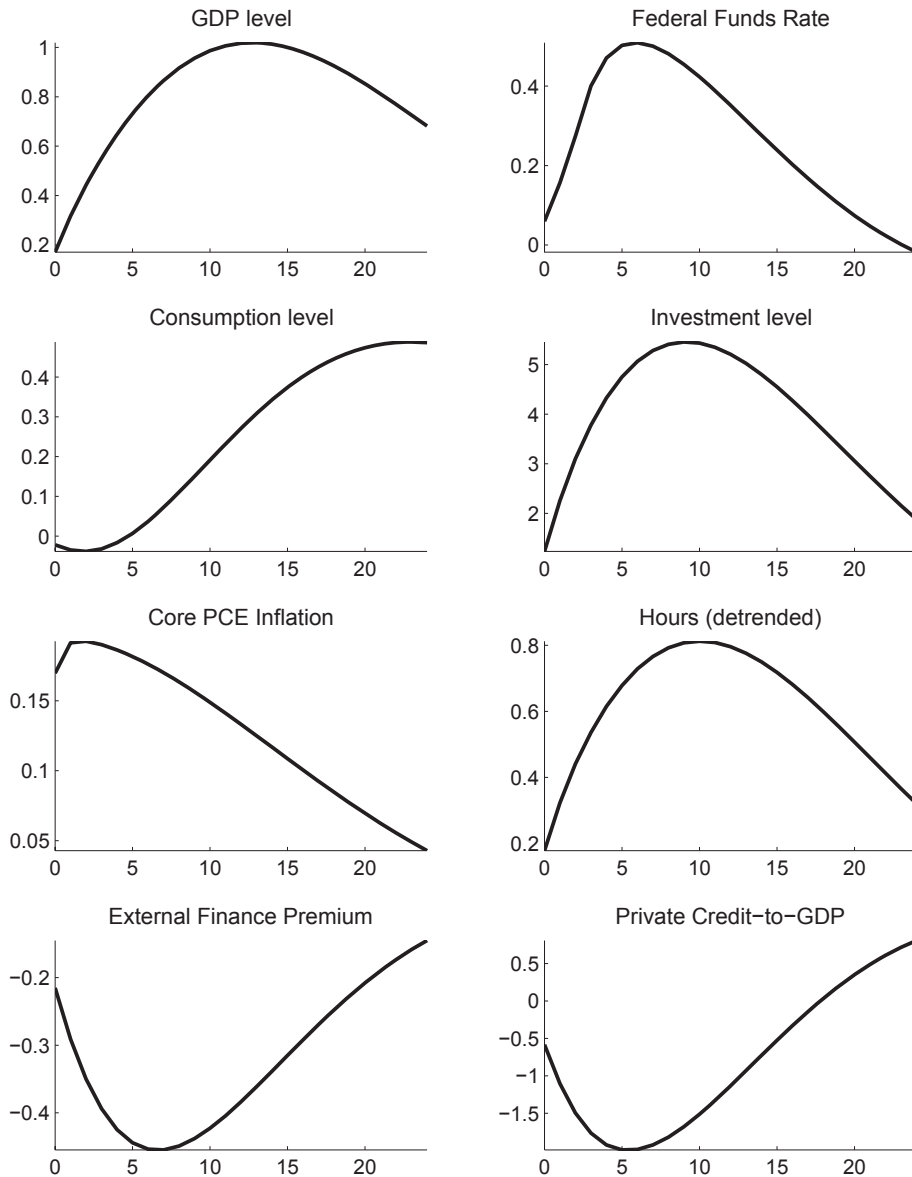 GDP level
1
0.8
0.6
0.4
0.2
0 5 10 15 20
Federal Funds Rate
0.4
0.2
0
0 5 10 15 20
Consumption level
0.4
0.3
0.2
0.1
0
0 5 10 15 20
Investment level
5
4
3
2
0 5 10 15 20
Core PCE Inflation
0.15
0.1
0.05
0 5 10 15 20
Hours (detrended)
0.8
0.6
0.4
0.2
0 5 10 15 20
External Finance Premium
−0.2
−0.3
−0.4
0 5 10 15 20
Private Credit−to−GDP
0.5
0
−0.5
−1
−1.5
0 5 10 15 20